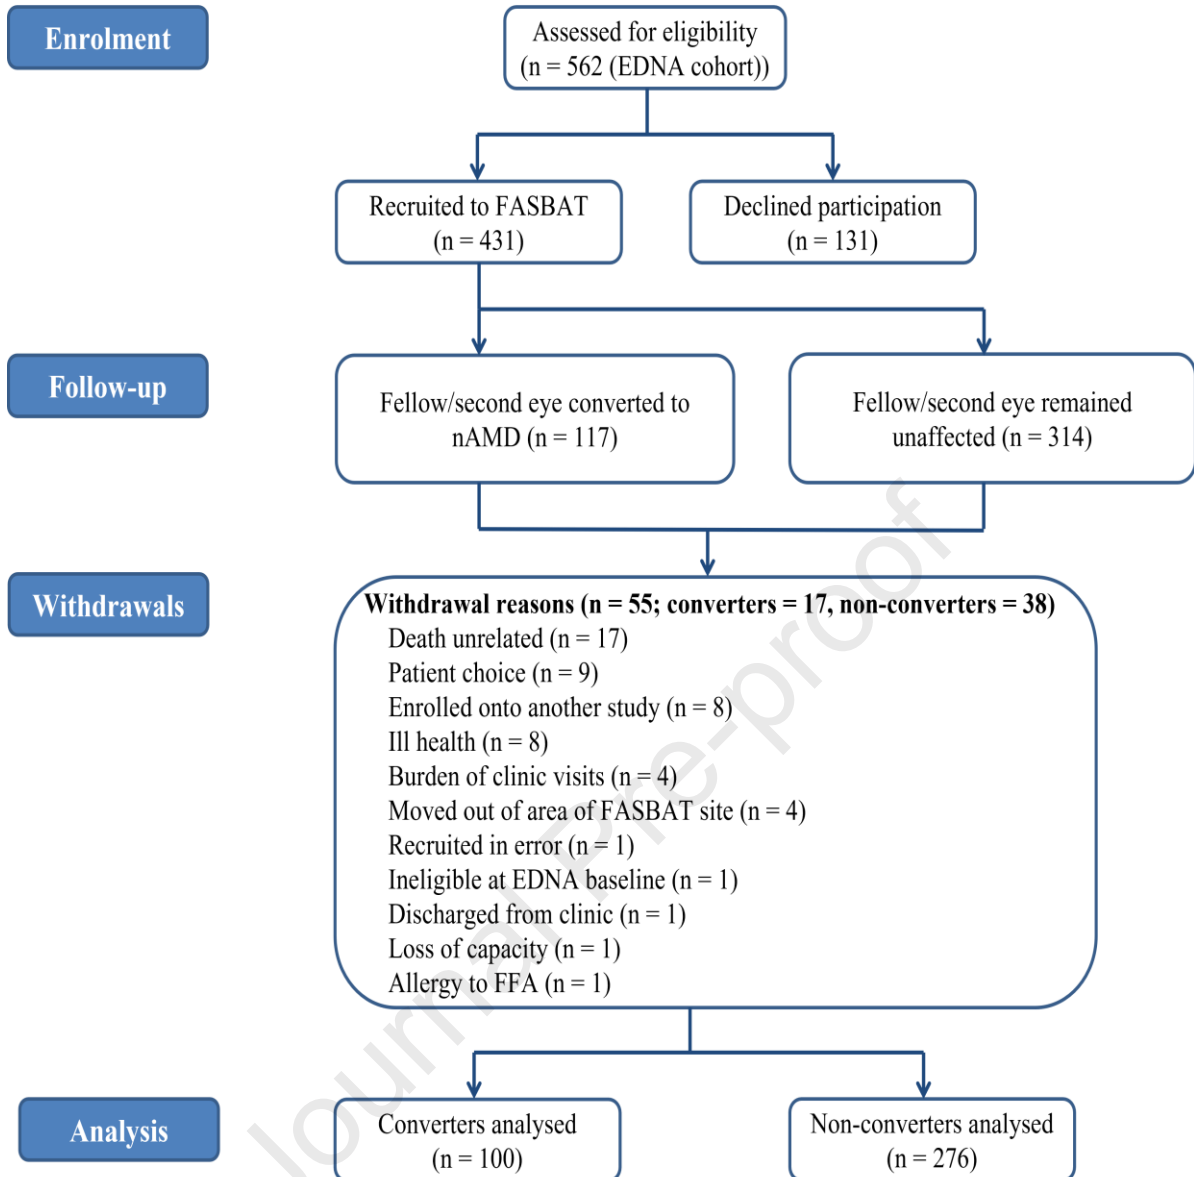 Enrolment
Assessed for eligibility
(n = 562 (EDNA cohort))
Recruited to FASBAT
(n = 431)
Declined participation
(n = 131)
Follow-up
Fellow/second eye converted to
nAMD (n = 117)
Fellow/second eye remained
unaffected (n = 314)
Withdrawals
Withdrawal reasons (n = 55; converters = 17, non-converters = 38)
Death unrelated (n = 17)
Patient choice (n = 9)
Enrolled onto another study (n = 8)
Ill health (n = 8)
Burden of clinic visits (n = 4)
Moved out of area of FASBAT site (n = 4)
Recruited in error (n = 1)
Ineligible at EDNA baseline (n = 1)
Discharged from clinic (n = 1)
Loss of capacity (n = 1)
Allergy to FFA (n = 1)
Analysis
Converters analysed
(n = 100)
Non-converters analysed
(n = 276)
Journal Pre-proof